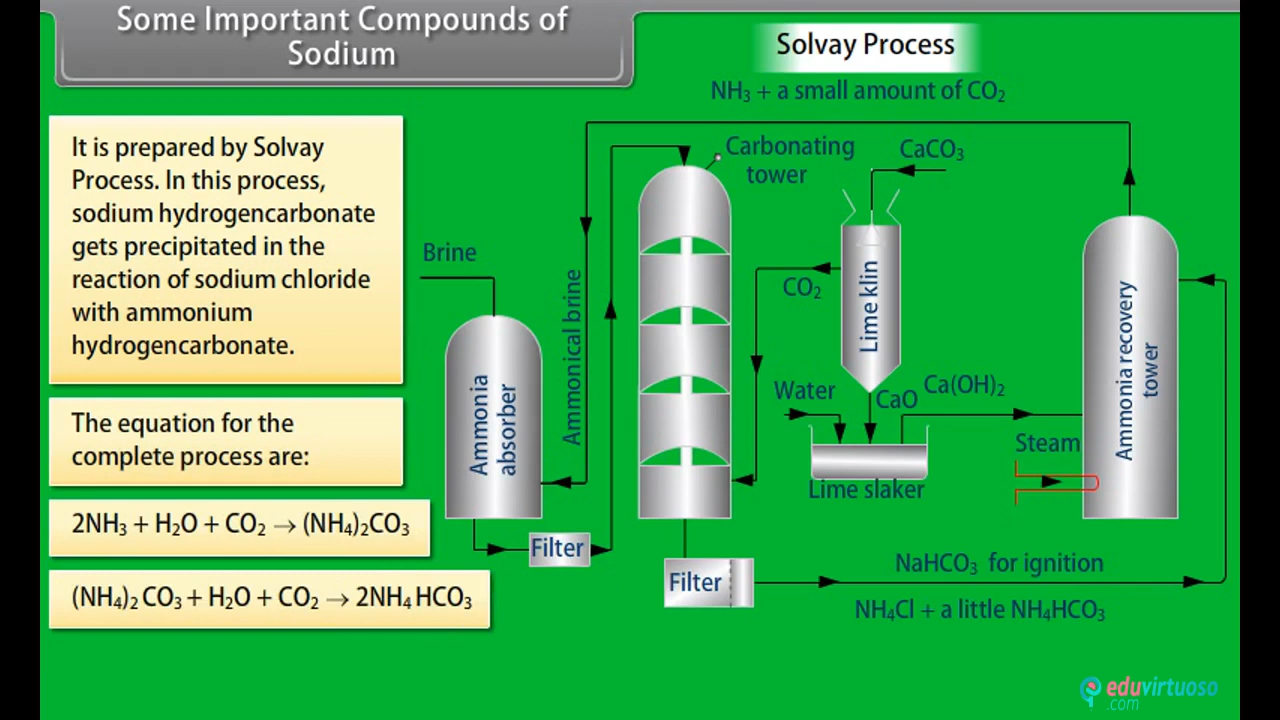 Some Important Compounds of
Sodium
Solvay Process
NH₃ + a small amount of CO₂
It is prepared by Solvay
Process. In this process,
sodium hydrogencarbonate
gets precipitated in the
reaction of sodium chloride
with ammonium
hydrogencarbonate.
The equation for the
complete process are:
2NH₃ + H₂O + CO₂ → (NH₄)₂CO₃
(NH₄)₂ CO₃ + H₂O + CO₂ → 2NH₄ HCO₃
Brine
Ammonia
absorber
Ammonical brine
Filter
Carbonating
tower
CaCO₃
CO₂
Lime klin
Water
CaO
Ca(OH)₂
Lime slaker
Steam
Ammonia recovery
tower
Filter
NaHCO₃ for ignition
NH₄Cl + a little NH₄HCO₃
eduvirtuoso
.com